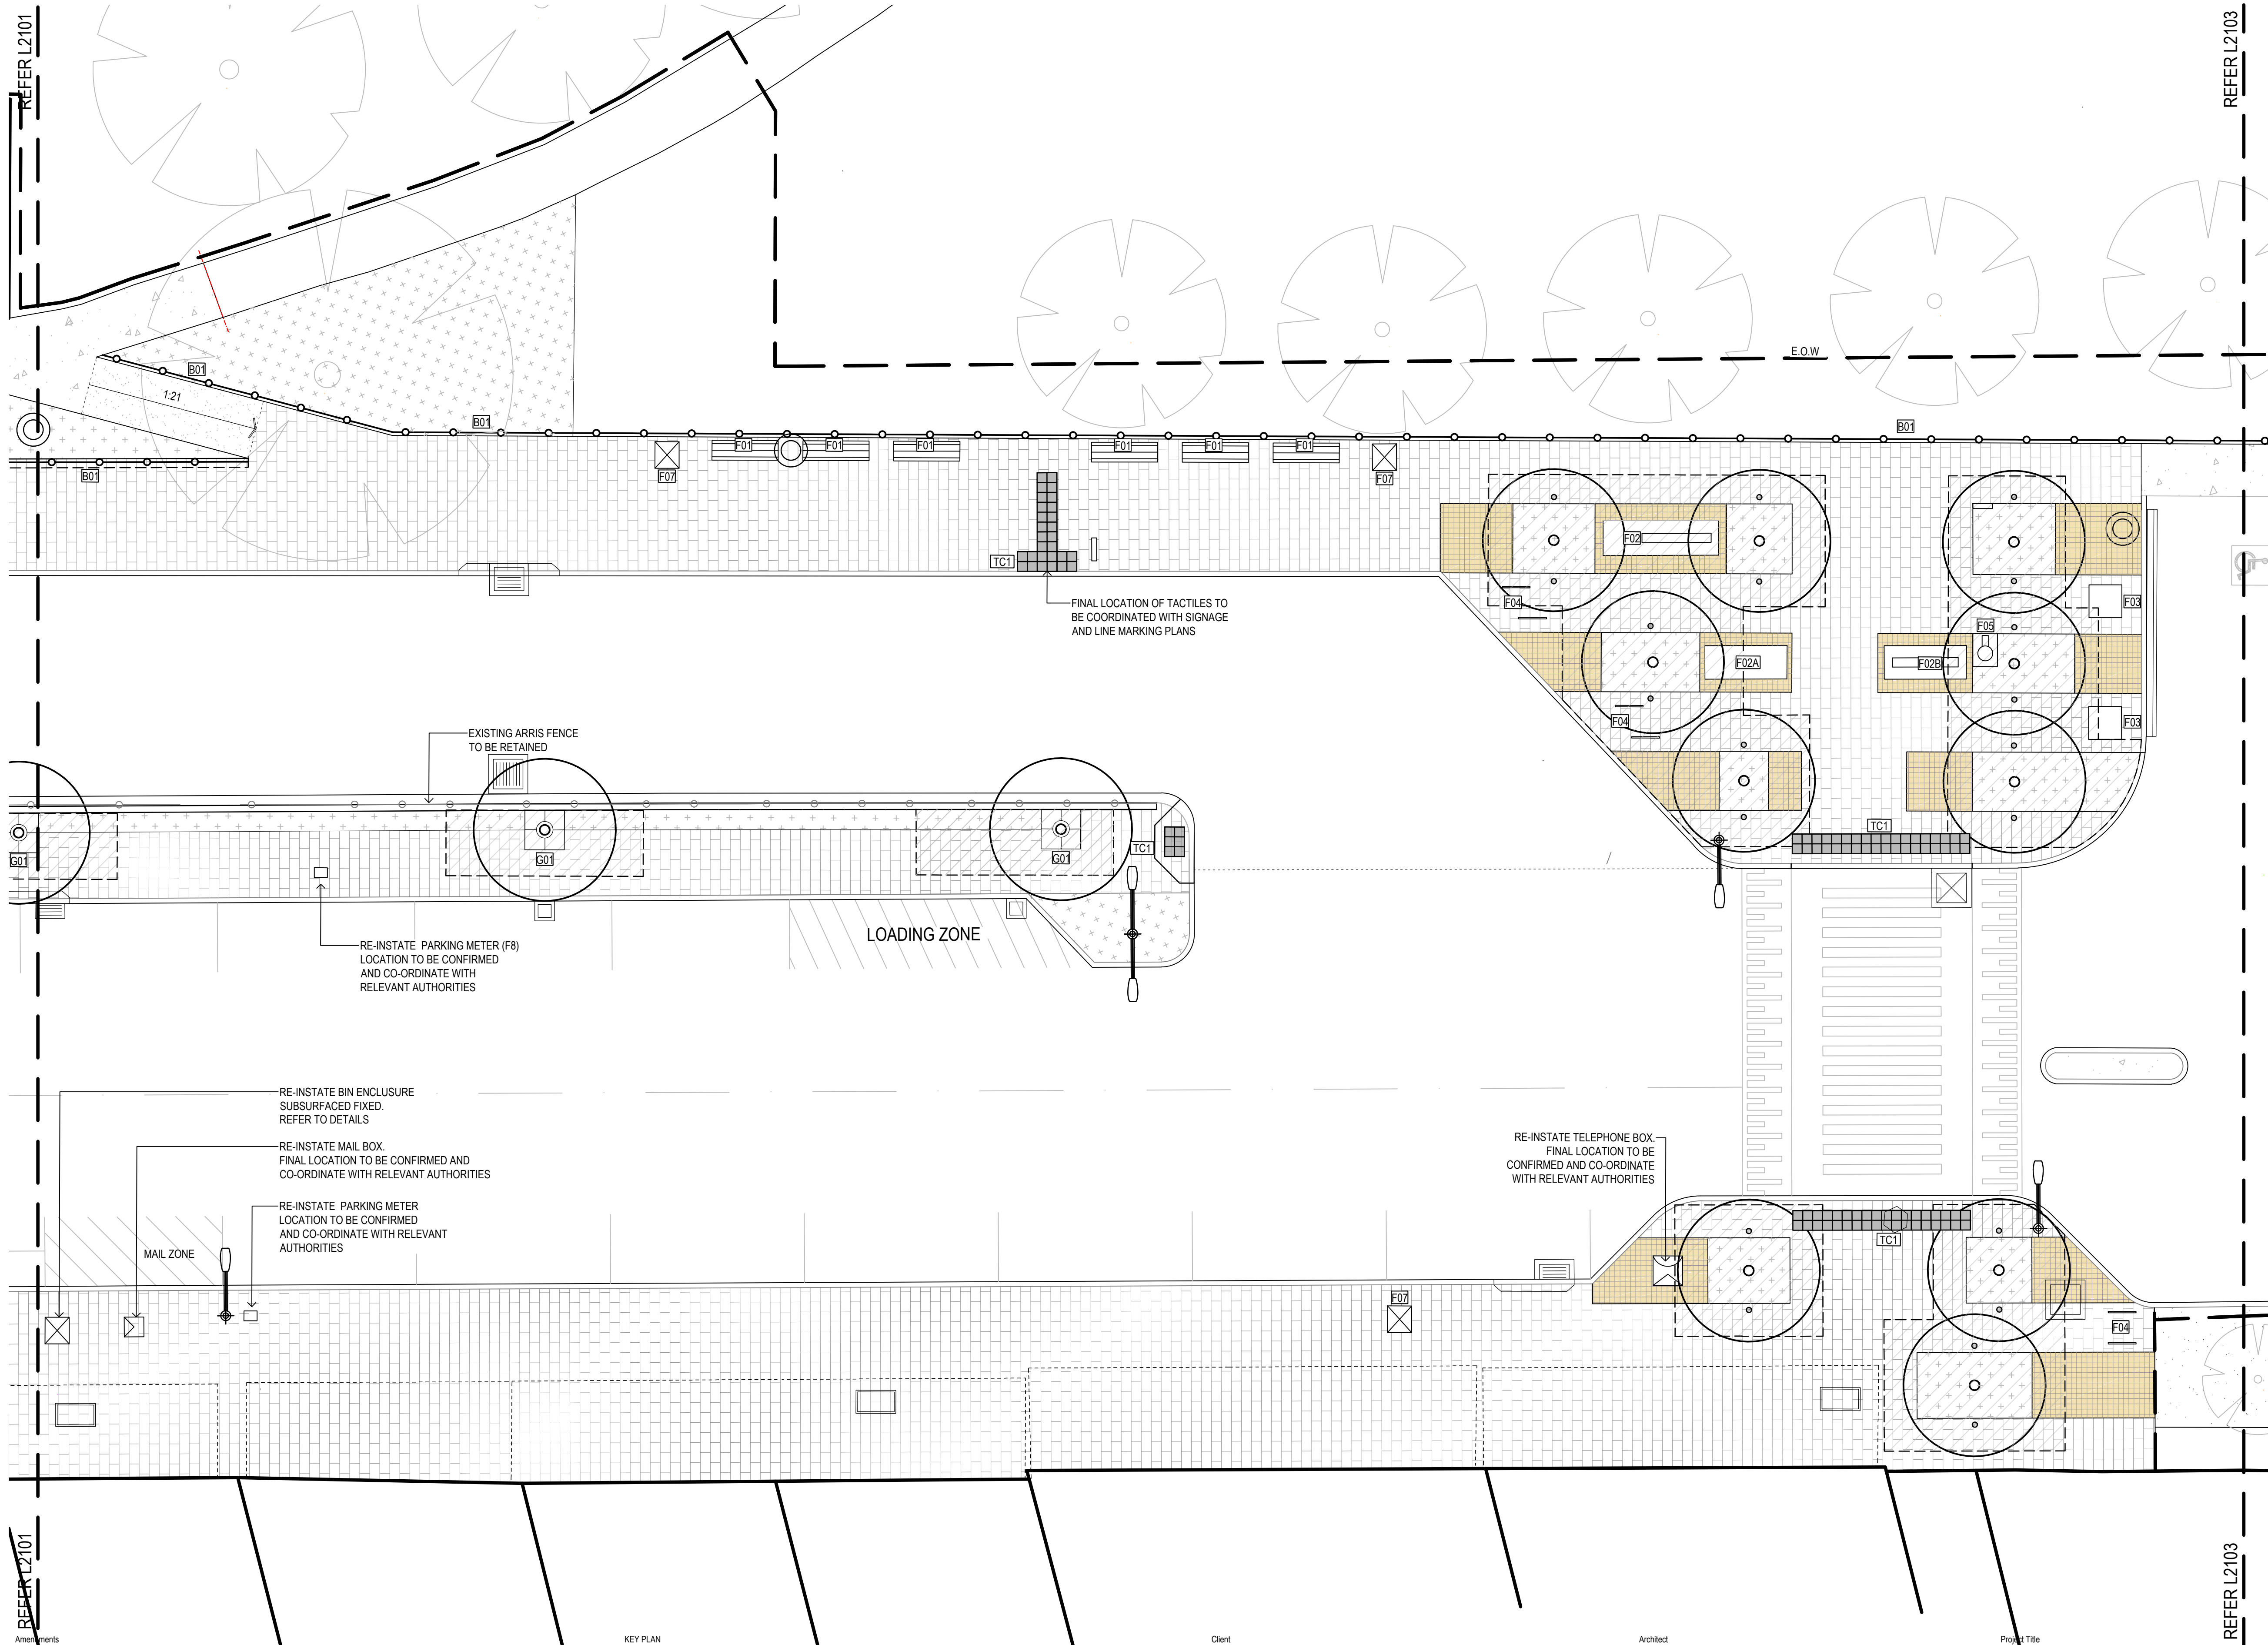 REFER L2101
REFER L2103
E.O.W
B01
1:21
B01
B01
B01
F01
F01
F01
F01
F01
F01
F07
F07
TC1
F02
F04
F03
F05
F02A
F02B
F04
F03
FINAL LOCATION OF TACTILES TO
BE COORDINATED WITH SIGNAGE
AND LINE MARKING PLANS
EXISTING ARRIS FENCE
TO BE RETAINED
TC1
TC1
G01
G01
G01
LOADING ZONE
RE-INSTATE PARKING METER (F8)
LOCATION TO BE CONFIRMED
AND CO-ORDINATE WITH
RELEVANT AUTHORITIES
RE-INSTATE BIN ENCLUSURE
SUBSURFACED FIXED.
REFER TO DETAILS
RE-INSTATE MAIL BOX.
FINAL LOCATION TO BE CONFIRMED AND
CO-ORDINATE WITH RELEVANT AUTHORITIES
RE-INSTATE PARKING METER
LOCATION TO BE CONFIRMED
AND CO-ORDINATE WITH RELEVANT
AUTHORITIES
MAIL ZONE
RE-INSTATE TELEPHONE BOX.
FINAL LOCATION TO BE
CONFIRMED AND CO-ORDINATE
WITH RELEVANT AUTHORITIES
TC1
F07
F04
REFER L2101
REFER L2103
Amendments
KEY PLAN
Client
Architect
Project Title